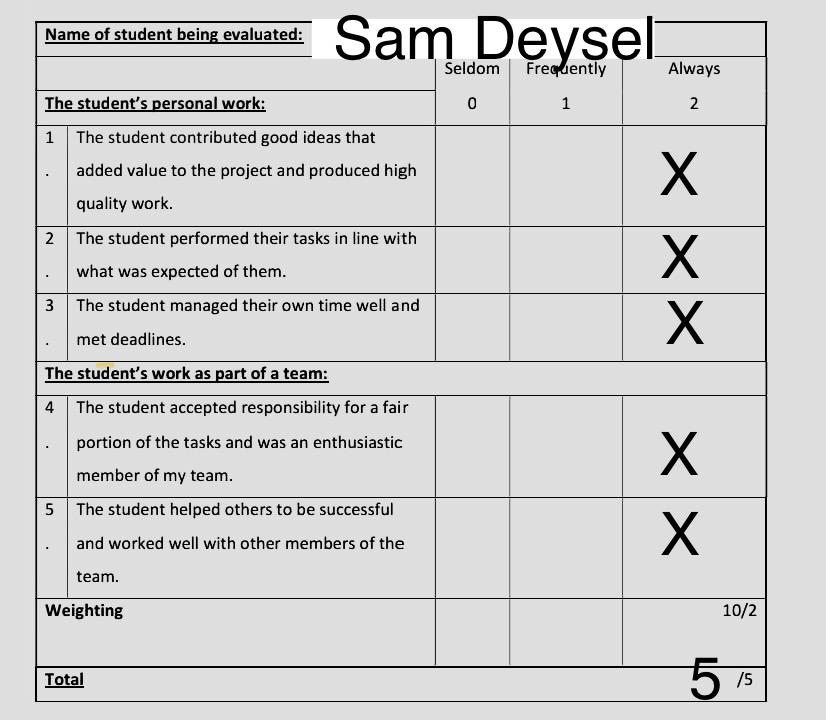 Name of student being evaluated: Sam Deysel
Seldom Frequently Always
The student's personal work: 0 1 2
1 The student contributed good ideas that
. added value to the project and produced high X
quality work.
2 The student performed their tasks in line with X
. what was expected of them.
3 The student managed their own time well and X
. met deadlines.
The student's work as part of a team:
4 The student accepted responsibility for a fair
. portion of the tasks and was an enthusiastic X
member of my team.
5 The student helped others to be successful X
. and worked well with other members of the
team.
Weighting 10/2
Total 5 /5